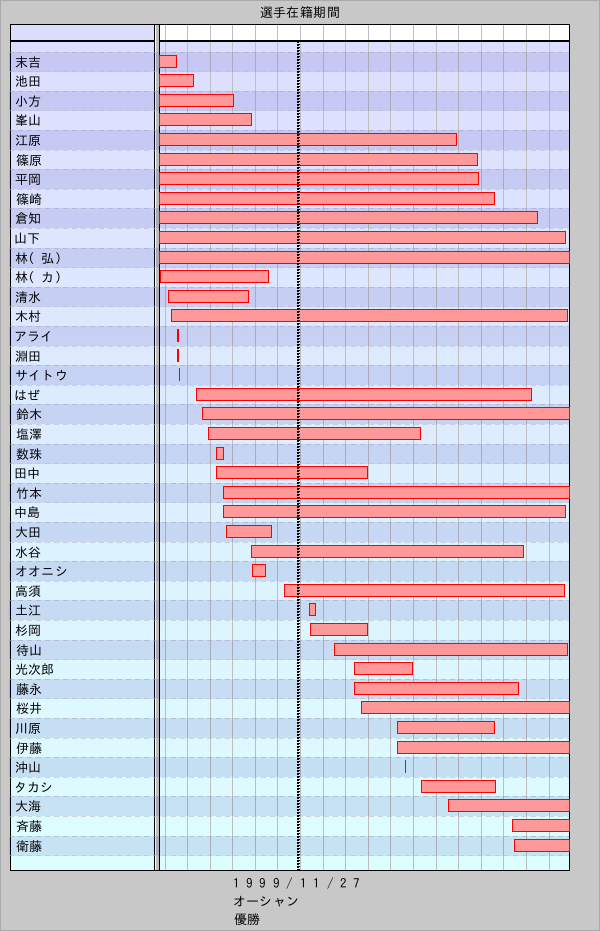 選手在籍期間
末吉
池田
小方
峯山
江原
篠原
平岡
篠崎
倉知
山下
林( 弘)
林( カ)
清水
木村
アライ
淵田
サイトウ
はぜ
鈴木
塩澤
数珠
田中
竹本
中島
大田
水谷
オオニシ
高須
土江
杉岡
待山
光次郎
藤永
桜井
川原
伊藤
沖山
タカシ
大海
斉藤
衛藤
１９９９/１１/２７
オーシャン
優勝